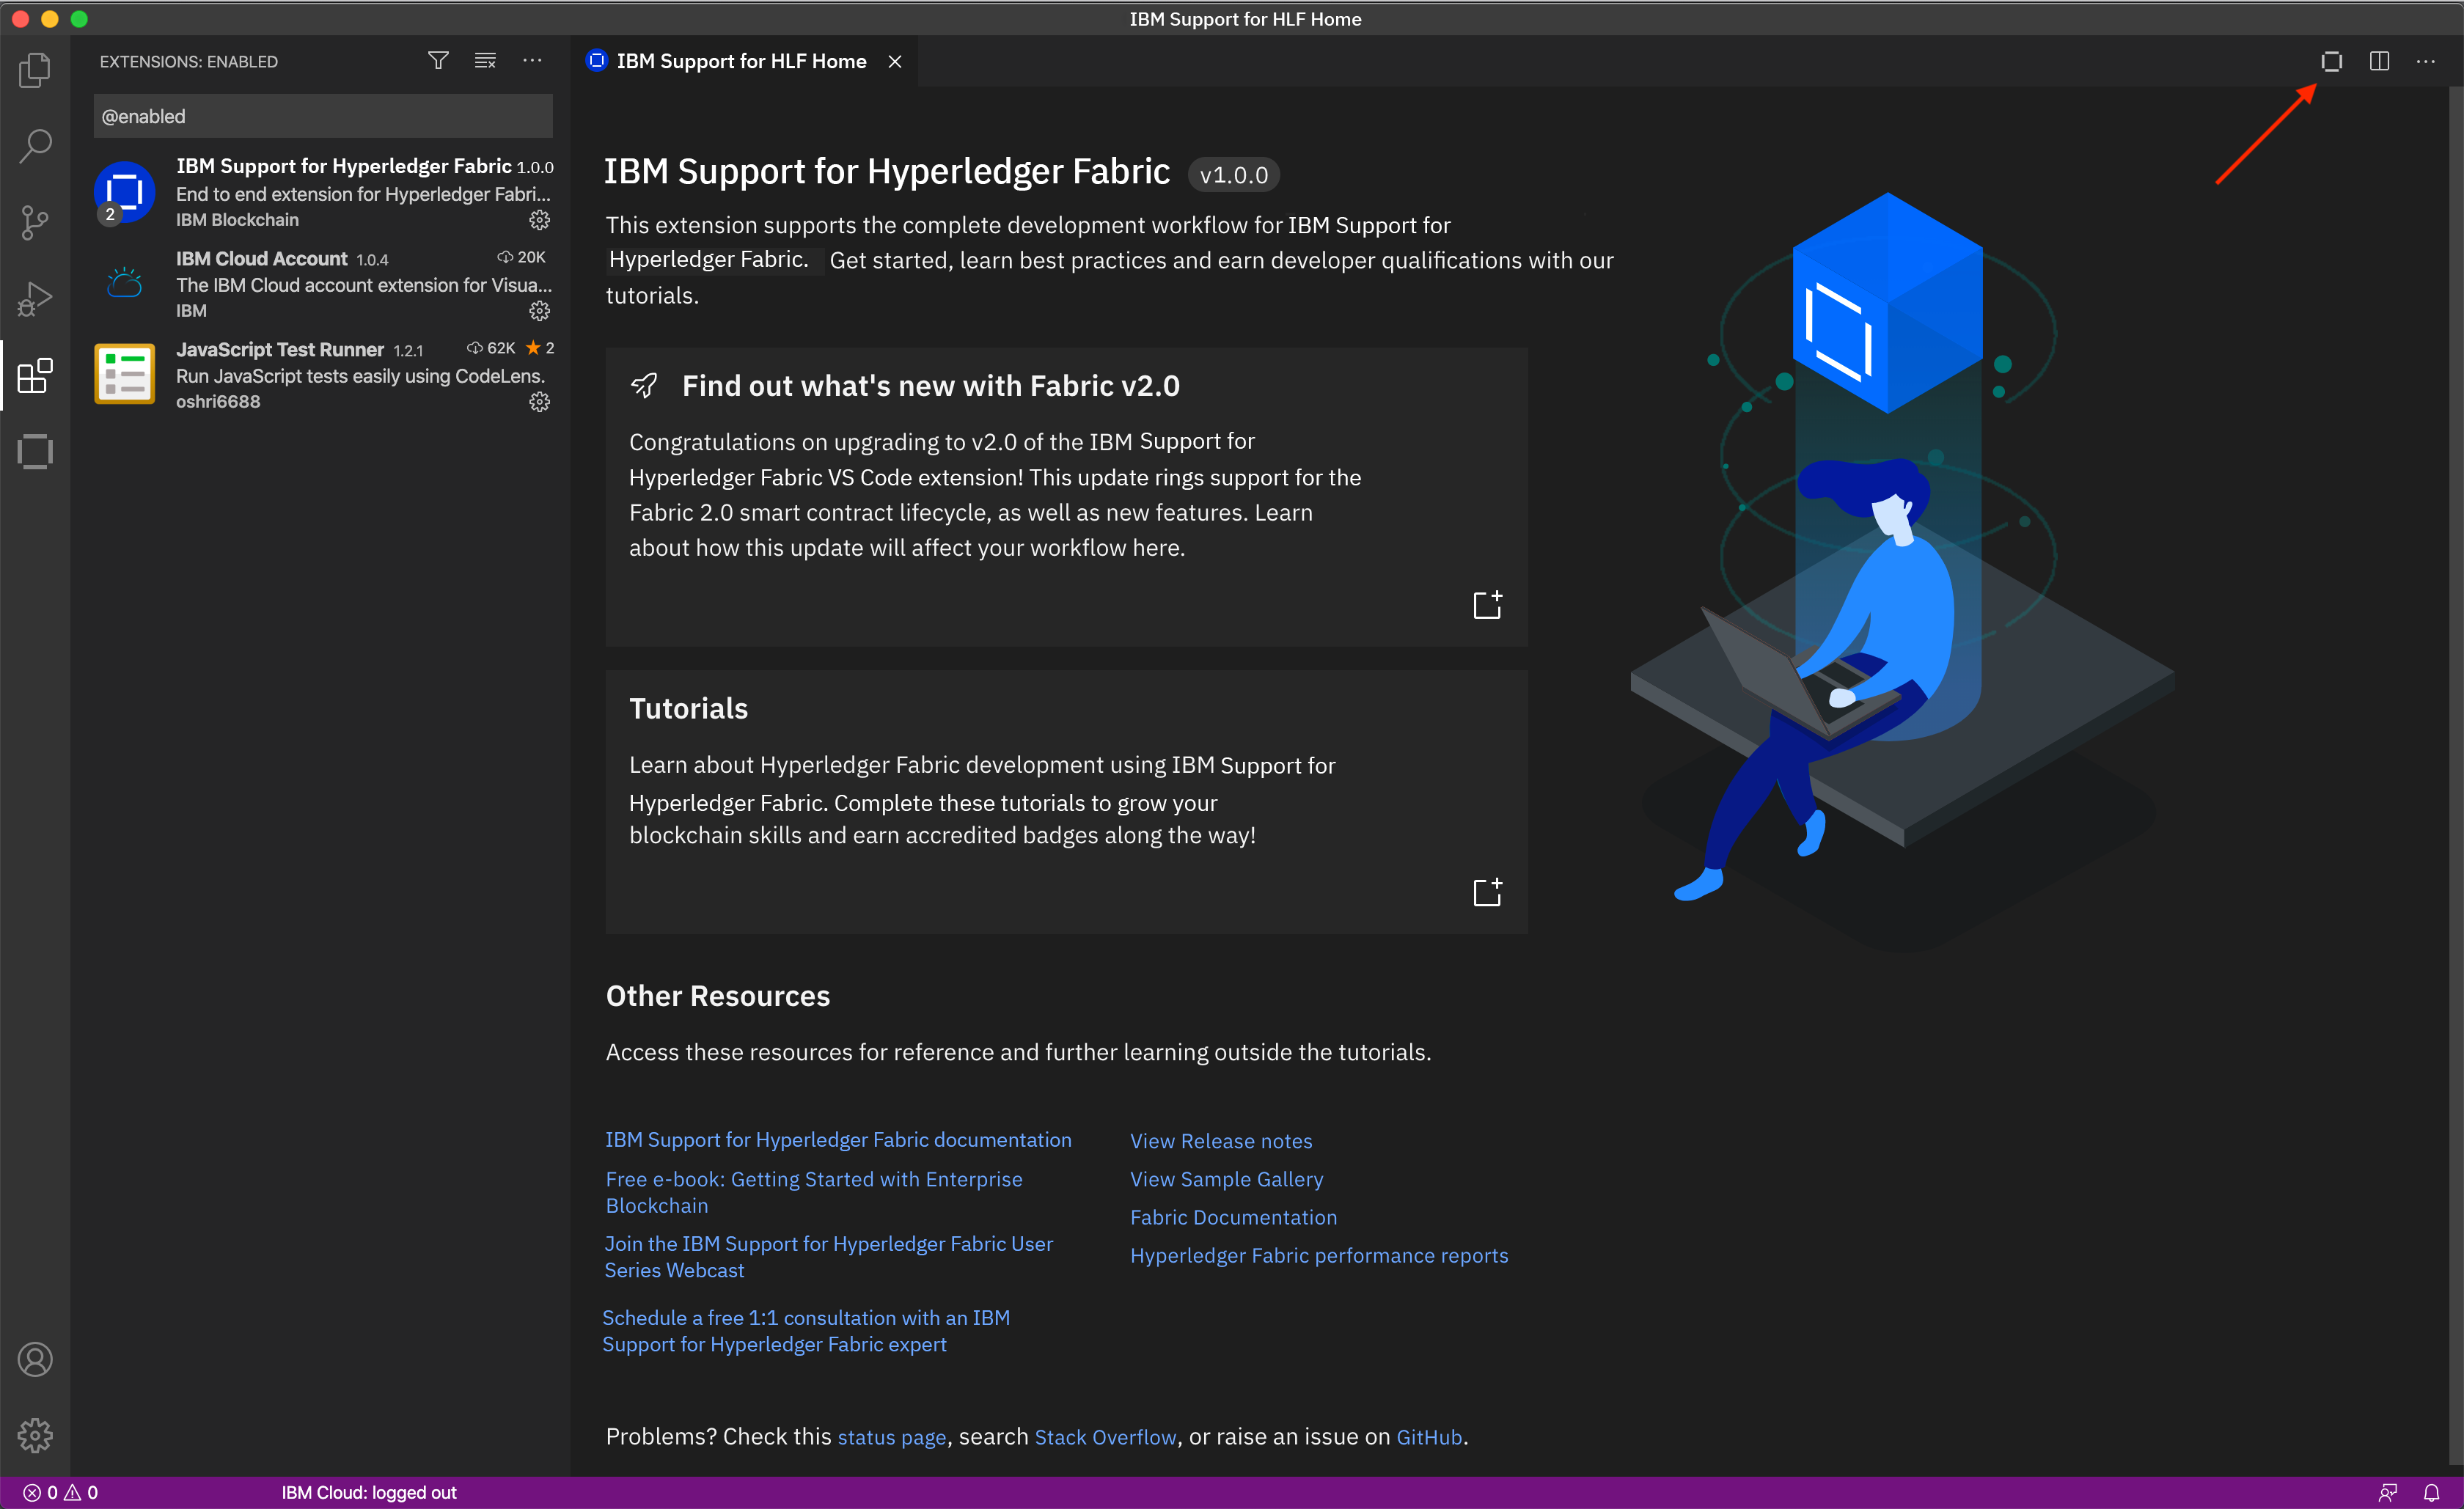 IBM Support for HLF Home
EXTENSIONS: ENABLED
@enabled
IBM Support for Hyperledger Fabric 1.0.0
End to end extension for Hyperledger Fabri...
2
IBM Blockchain
IBM Cloud Account 1.0.4 20K
The IBM Cloud account extension for Visua...
IBM
JavaScript Test Runner 1.2.1 62K 2
Run JavaScript tests easily using CodeLens.
oshri6688
IBM Support for HLF Home
IBM Support for Hyperledger Fabric v1.0.0
This extension supports the complete development workflow for IBM Support for
Hyperledger Fabric. Get started, learn best practices and earn developer qualifications with our
tutorials.
Find out what's new with Fabric v2.0
Congratulations on upgrading to v2.0 of the IBM Support for
Hyperledger Fabric VS Code extension! This update rings support for the
Fabric 2.0 smart contract lifecycle, as well as new features. Learn
about how this update will affect your workflow here.
Tutorials
Learn about Hyperledger Fabric development using IBM Support for
Hyperledger Fabric. Complete these tutorials to grow your
blockchain skills and earn accredited badges along the way!
Other Resources
Access these resources for reference and further learning outside the tutorials.
IBM Support for Hyperledger Fabric documentation
Free e-book: Getting Started with Enterprise
Blockchain
Join the IBM Support for Hyperledger Fabric User
Series Webcast
Schedule a free 1:1 consultation with an IBM
Support for Hyperledger Fabric expert
View Release notes
View Sample Gallery
Fabric Documentation
Hyperledger Fabric performance reports
Problems? Check this status page, search Stack Overflow, or raise an issue on GitHub.
0 0 IBM Cloud: logged out